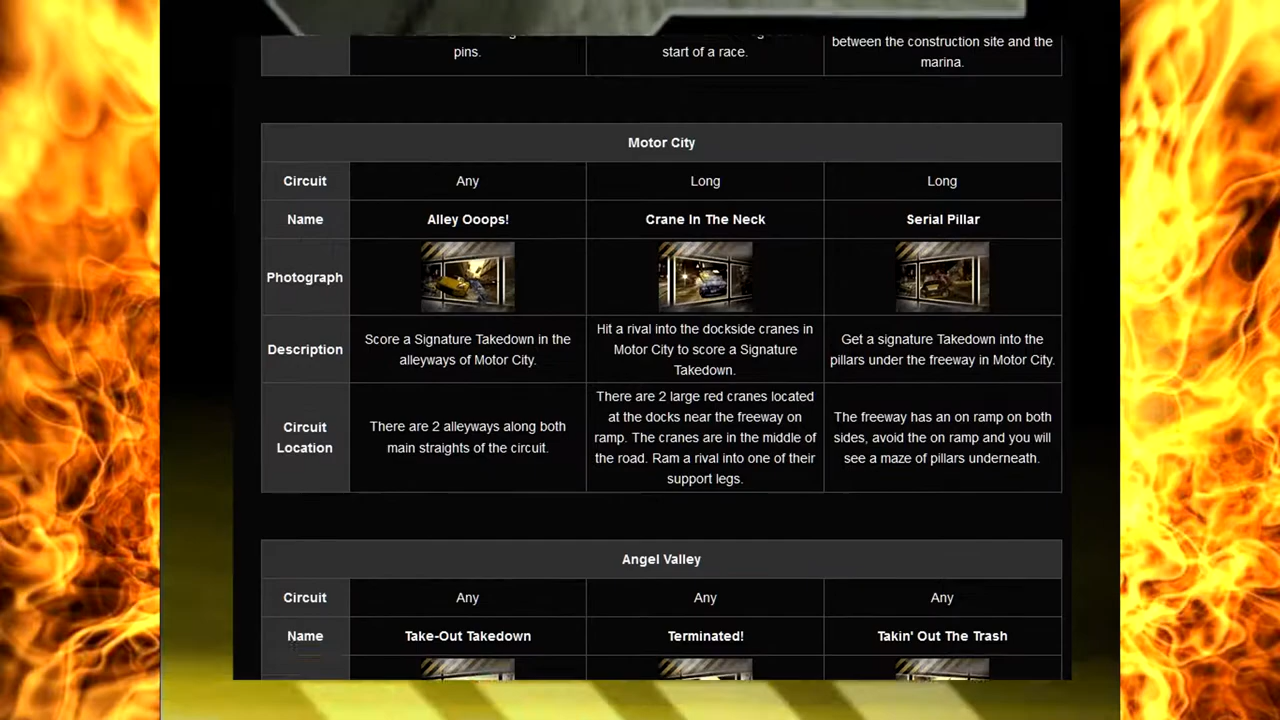 pins.
start of a race.
between the construction site and the
marina.
Motor City
Circuit
Any
Long
Long
Name
Alley Ooops!
Crane In The Neck
Serial Pillar
Photograph
Description
Score a Signature Takedown in the
alleyways of Motor City.
Hit a rival into the dockside cranes in
Motor City to score a Signature
Takedown.
Get a signature Takedown into the
pillars under the freeway in Motor City.
Circuit
Location
There are 2 alleyways along both
main straights of the circuit.
There are 2 large red cranes located
at the docks near the freeway on
ramp. The cranes are in the middle of
the road. Ram a rival into one of their
support legs.
The freeway has an on ramp on both
sides, avoid the on ramp and you will
see a maze of pillars underneath.
Angel Valley
Circuit
Any
Any
Any
Name
Take-Out Takedown
Terminated!
Takin' Out The Trash